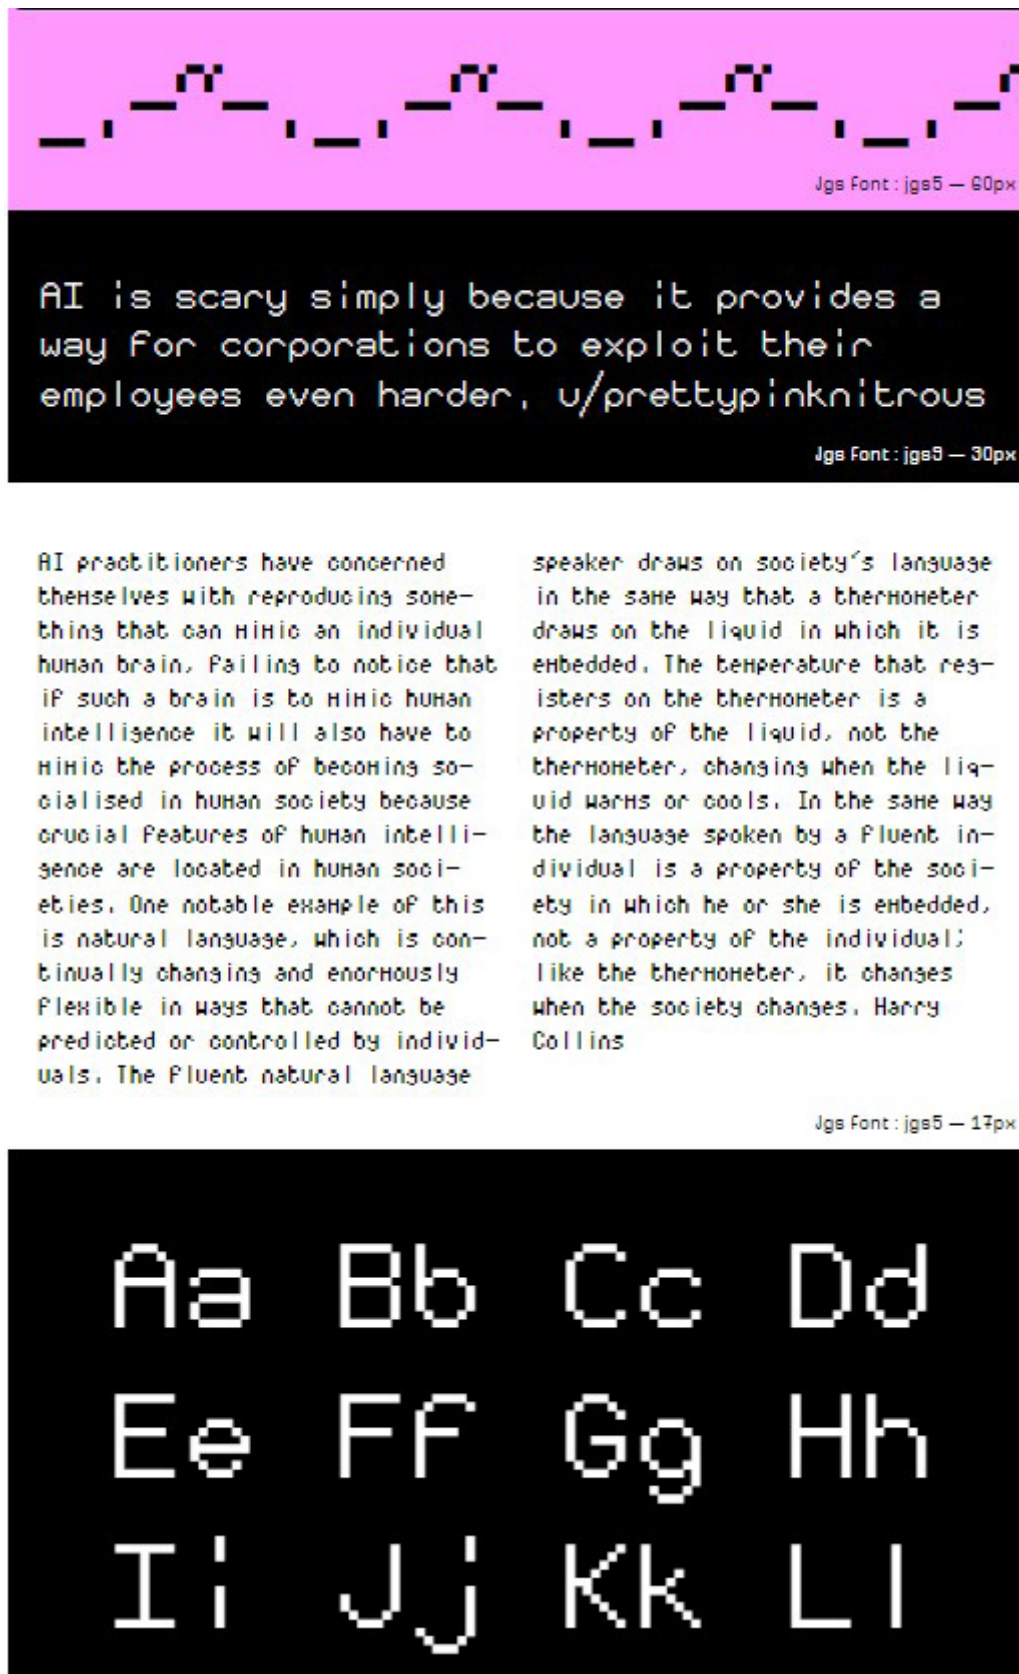 _,—^—,_,—^—,_,—^—,_,—^
Jgs Font : jgs5 — 60px
AI is scary simply because it provides a
way for corporations to exploit their
employees even harder, u/prettypinknitrous
Jgs Font : jgs5 — 30px
AI practitioners have concerned
themselves with reproducing some-
thing that can mimic an individual
human brain, failing to notice that
if such a brain is to mimic human
intelligence it will also have to
mimic the process of becoming so-
cialised in human society because
crucial features of human intelli-
gence are located in human soci-
eties. One notable example of this
is natural language, which is con-
tinually changing and enormously
flexible in ways that cannot be
predicted or controlled by individ-
uals. The fluent natural language
speaker draws on society's language
in the same way that a thermometer
draws on the liquid in which it is
embedded. The temperature that reg-
isters on the thermometer is a
property of the liquid, not the
thermometer, changing when the liq-
uid warms or cools. In the same way
the language spoken by a fluent in-
dividual is a property of the soci-
ety in which he or she is embedded,
not a property of the individual;
like the thermometer, it changes
when the society changes. Harry
Collins
Jgs Font : jgs5 — 17px
Aa Bb Cc Dd
Ee Ff Gg Hh
Ii Jj Kk Ll